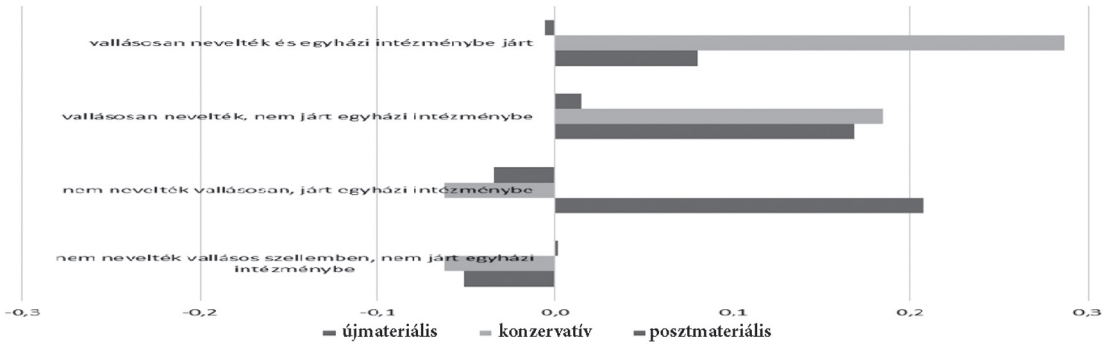 vallásosan nevelték és egyházi intézménybe járt
vallásosan nevelték, nem járt egyházi intézménybe
nem nevelték vallásosan, járt egyházi intézménybe
nem nevelték vallásos szellemben, nem járt egyházi
intézménybe
-0,3 -0,2 -0,1 0,0 0,1 0,2 0,3
újmateriális konzervatív posztmateriális